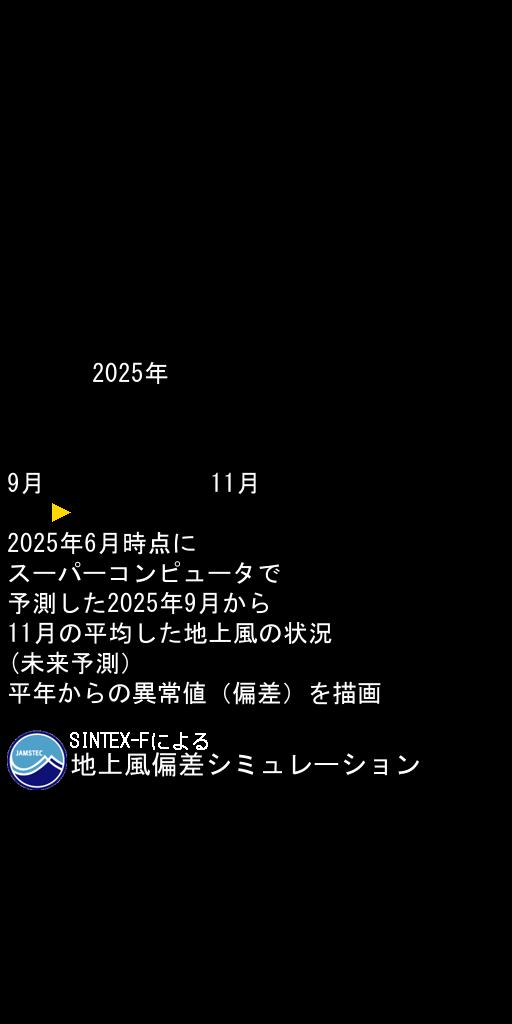 2025年
9月
11月
2025年6月時点に
スーパーコンピュータで
予測した2025年9月から
11月の平均した地上風の状況
(未来予測)
平年からの異常値（偏差）を描画
JAMSTEC
SINTEX-Fによる
地上風偏差シミュレーション